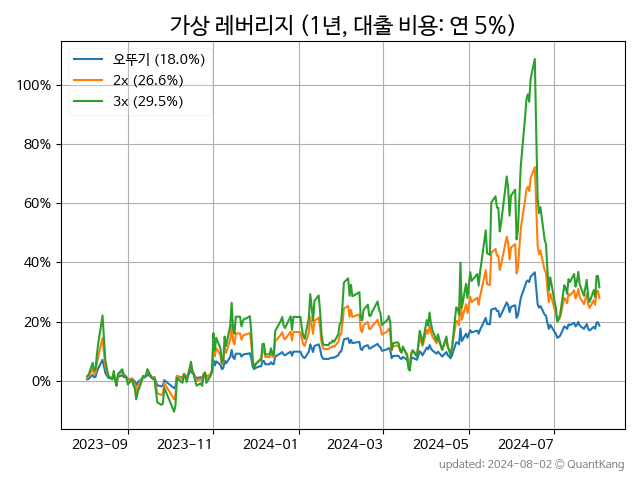 가상 레버리지 (1년, 대출 비용: 연 5%)
오뚜기 (18.0%)
2x (26.6%)
3x (29.5%)
100%
80%
60%
40%
20%
0%
2023-09 2023-11 2024-01 2024-03 2024-05 2024-07
updated: 2024-08-02 © QuantKang